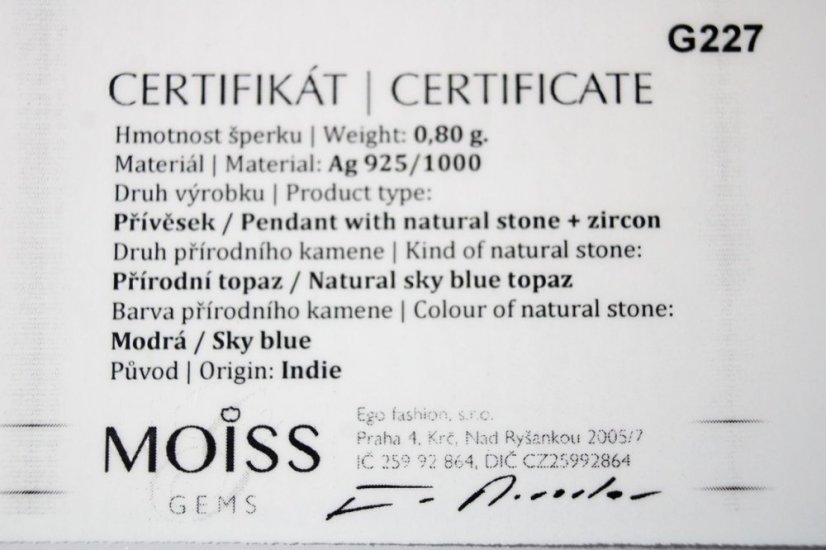 G227
CERTIFIKÁT | CERTIFICATE
Hmotnost šperku | Weight: 0,80 g.
Materiál | Material: Ag 925/1000
Druh výrobku | Product type:
Přívěsek / Pendant with natural stone + zircon
Druh přírodního kamene | Kind of natural stone:
Přírodní topaz / Natural sky blue topaz
Barva přírodního kamene | Colour of natural stone:
Modrá / Sky blue
Původ | Origin: Indie
MOISS
GEMS
Ego fashion, s.r.o.
Praha 4, Krč, Nad Ryšankou 2005/7
IČ 259 92 864, DIČ CZ25992864